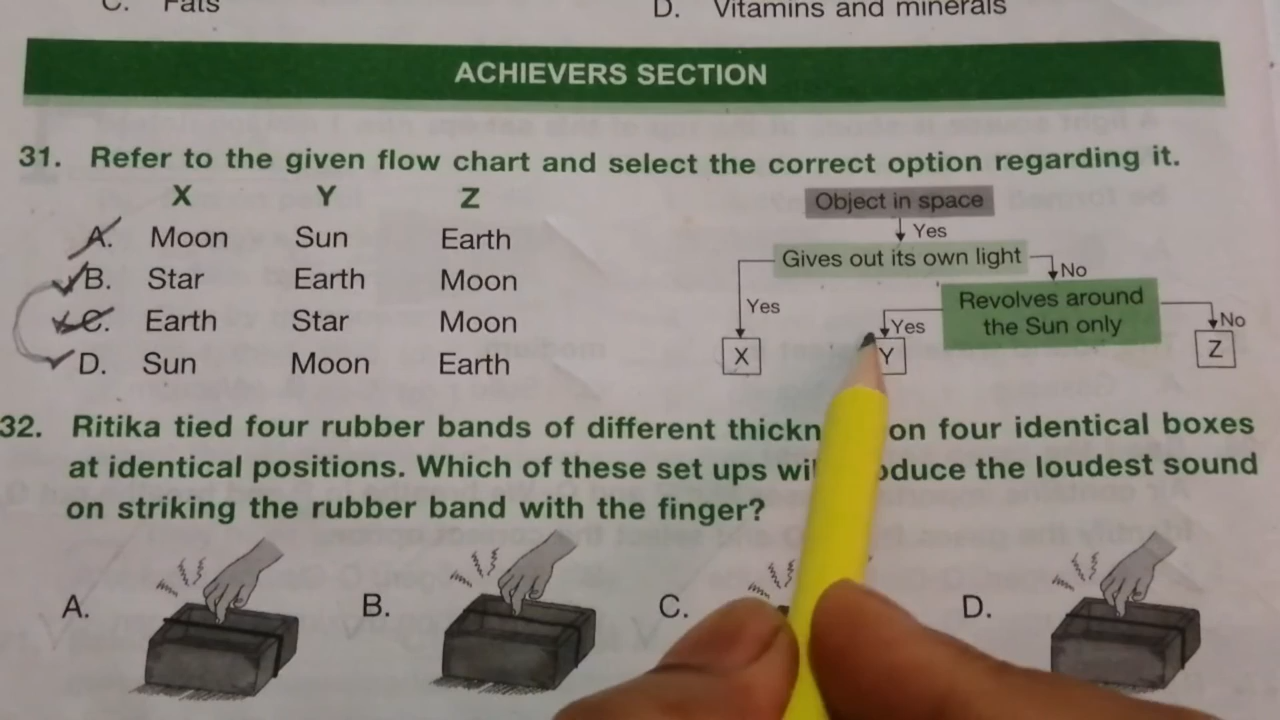 C. Fats D. Vitamins and minerals
ACHIEVERS SECTION
31. Refer to the given flow chart and select the correct option regarding it.
X Y Z
A. Moon Sun Earth
B. Star Earth Moon
C. Earth Star Moon
D. Sun Moon Earth
Object in space
Yes
Gives out its own light
No
Yes
Revolves around
the Sun only
Yes
No
X
Y
Z
32. Ritika tied four rubber bands of different on four identical boxes
at identical positions. Which of these set ups the loudest sound
on striking the rubber band with the finger?
A. B. C. D.